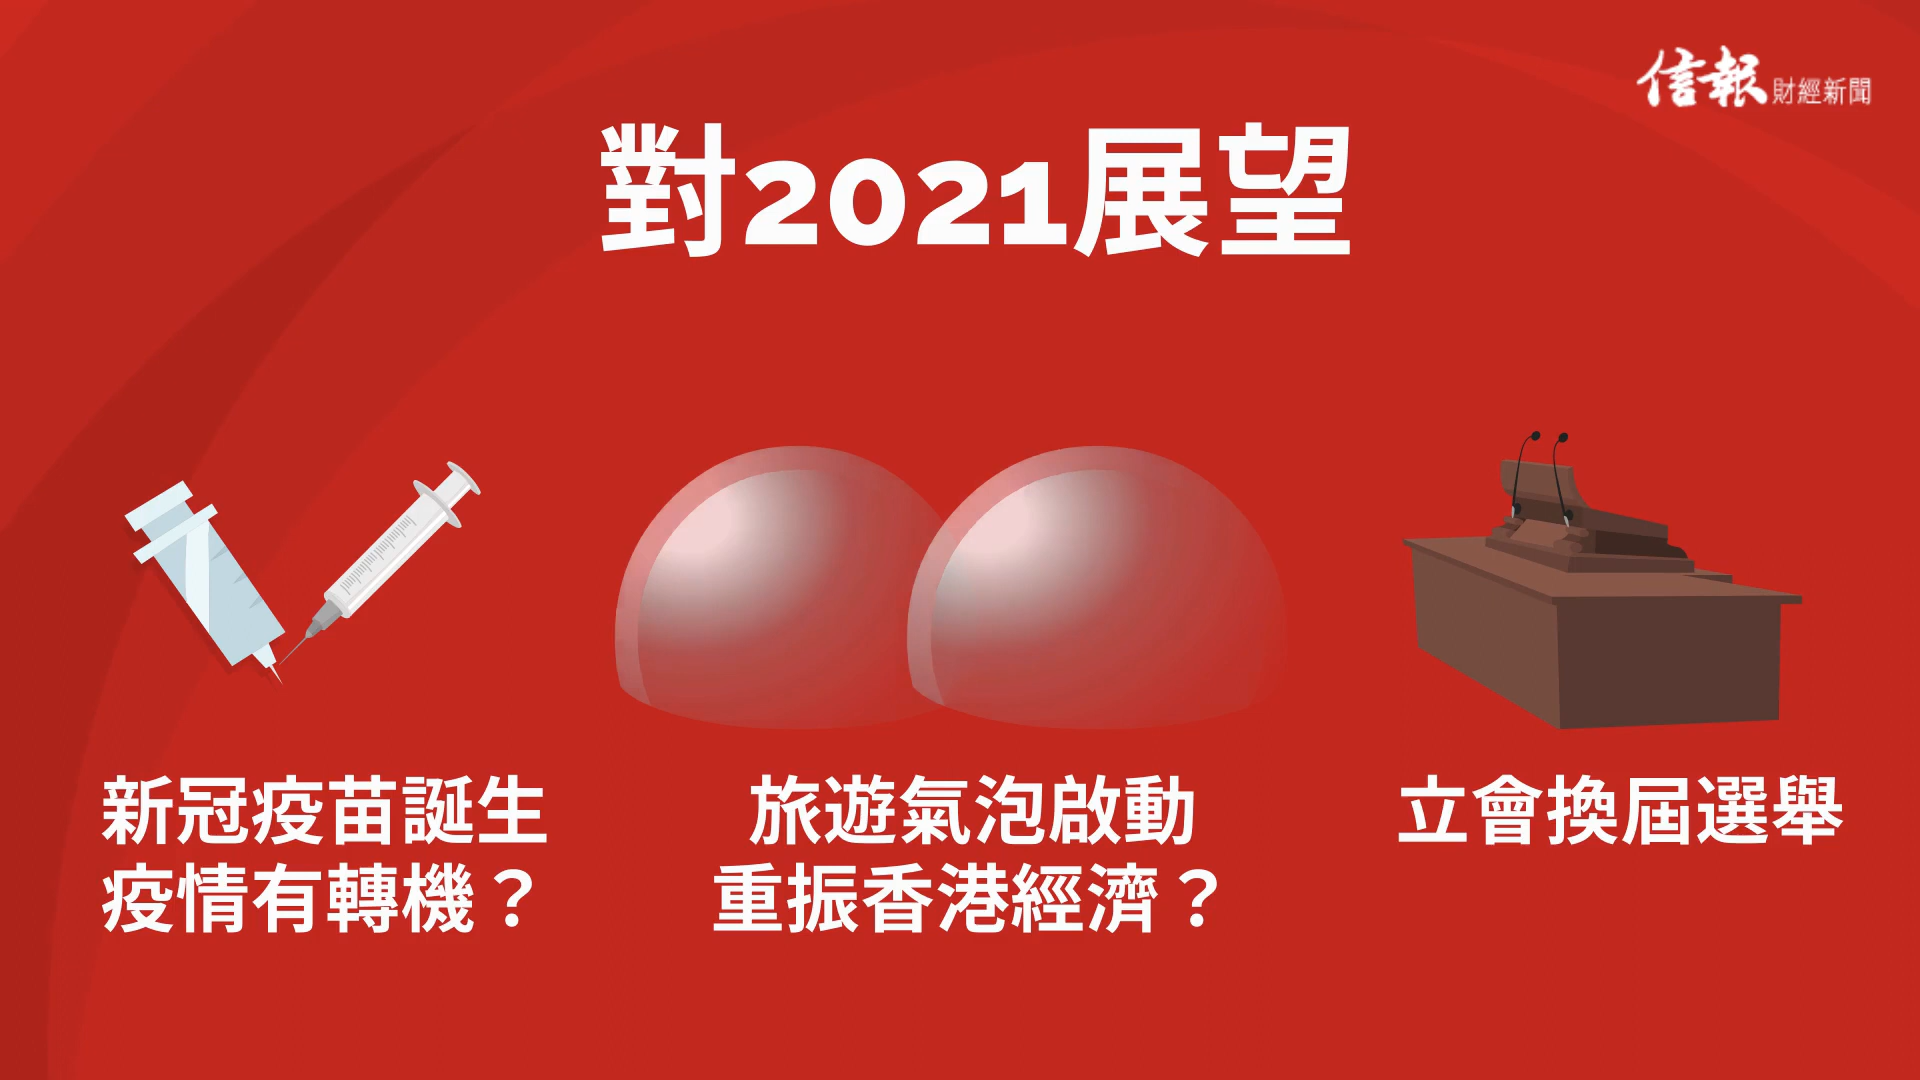 信報 財經新聞
對2021展望
新冠疫苗誕生
疫情有轉機？
旅遊氣泡啟動
重振香港經濟？
立會換屆選舉